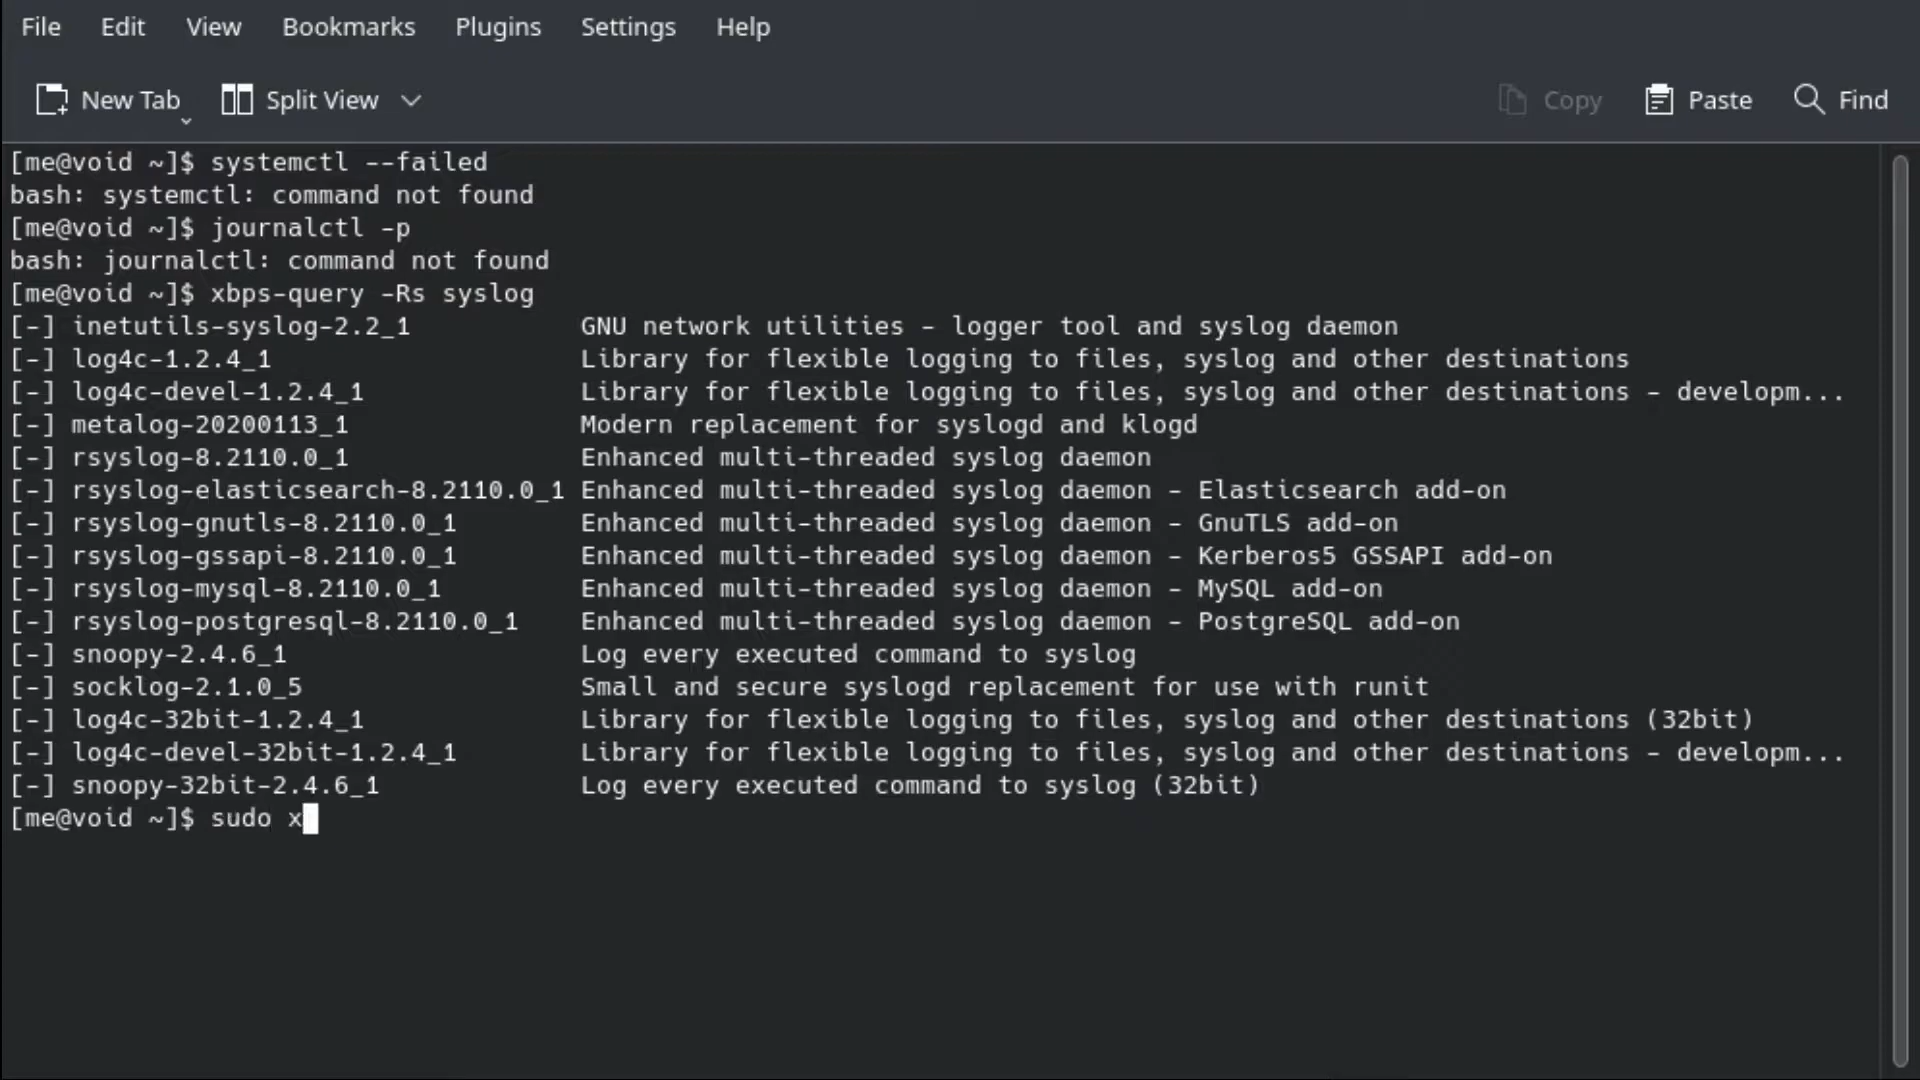 File Edit View Bookmarks Plugins Settings Help
New Tab Split View Copy Paste Find
[me@void ~]$ systemctl --failed
bash: systemctl: command not found
[me@void ~]$ journalctl -p
bash: journalctl: command not found
[me@void ~]$ xbps-query -Rs syslog
[-] inetutils-syslog-2.2_1 GNU network utilities - logger tool and syslog daemon
[-] log4c-1.2.4_1 Library for flexible logging to files, syslog and other destinations
[-] log4c-devel-1.2.4_1 Library for flexible logging to files, syslog and other destinations - developm...
[-] metalog-20200113_1 Modern replacement for syslogd and klogd
[-] rsyslog-8.2110.0_1 Enhanced multi-threaded syslog daemon
[-] rsyslog-elasticsearch-8.2110.0_1 Enhanced multi-threaded syslog daemon - Elasticsearch add-on
[-] rsyslog-gnutls-8.2110.0_1 Enhanced multi-threaded syslog daemon - GnuTLS add-on
[-] rsyslog-gssapi-8.2110.0_1 Enhanced multi-threaded syslog daemon - Kerberos5 GSSAPI add-on
[-] rsyslog-mysql-8.2110.0_1 Enhanced multi-threaded syslog daemon - MySQL add-on
[-] rsyslog-postgresql-8.2110.0_1 Enhanced multi-threaded syslog daemon - PostgreSQL add-on
[-] snoopy-2.4.6_1 Log every executed command to syslog
[-] socklog-2.1.0_5 Small and secure syslogd replacement for use with runit
[-] log4c-32bit-1.2.4_1 Library for flexible logging to files, syslog and other destinations (32bit)
[-] log4c-devel-32bit-1.2.4_1 Library for flexible logging to files, syslog and other destinations - developm...
[-] snoopy-32bit-2.4.6_1 Log every executed command to syslog (32bit)
[me@void ~]$ sudo x